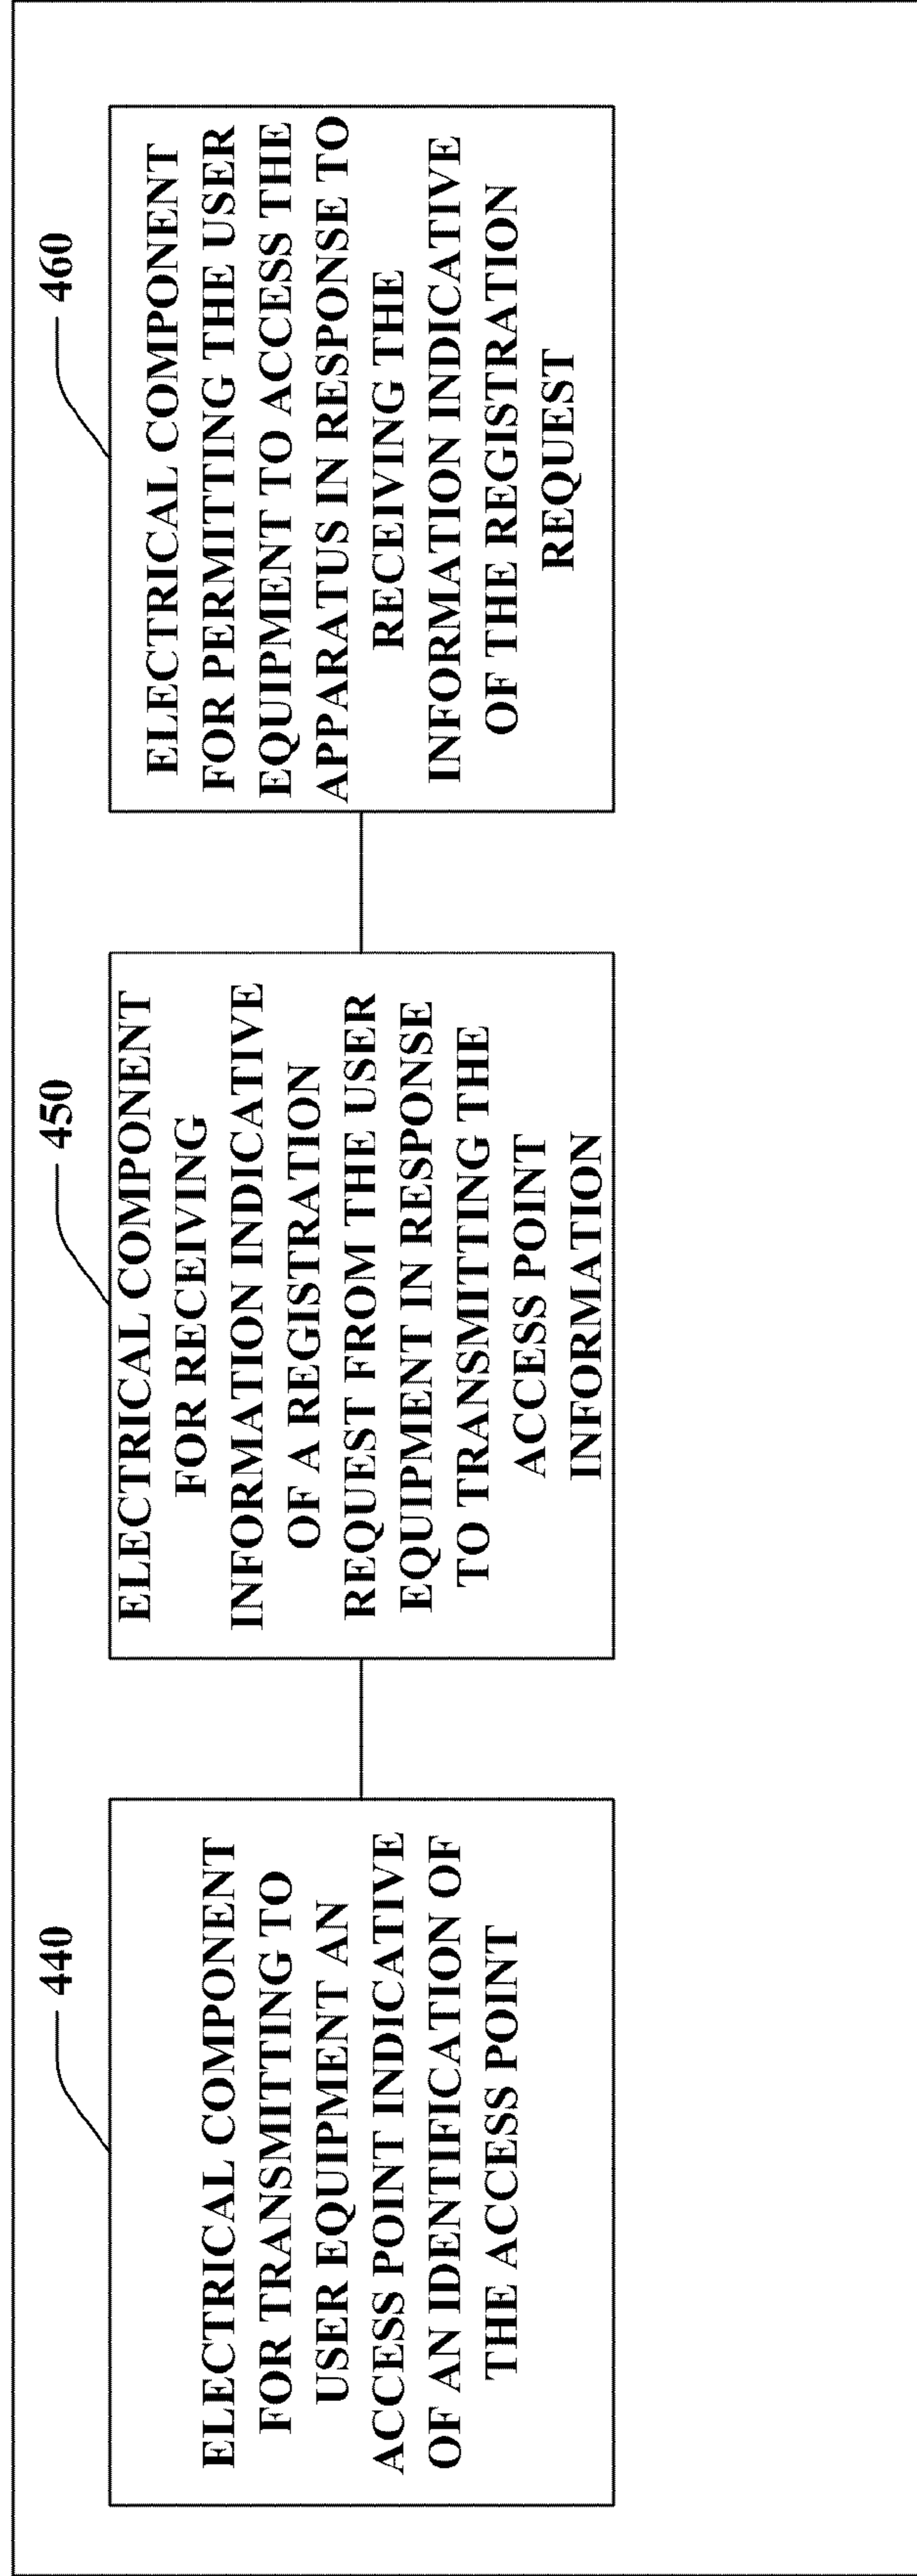 440
ELECTRICAL COMPONENT
FOR TRANSMITTING TO
USER EQUIPMENT AN
ACCESS POINT INDICATIVE
OF AN IDENTIFICATION OF
THE ACCESS POINT
450
ELECTRICAL COMPONENT
FOR RECEIVING
INFORMATION INDICATIVE
OF A REGISTRATION
REQUEST FROM THE USER
EQUIPMENT IN RESPONSE
TO TRANSMITTING THE
ACCESS POINT
INFORMATION
460
ELECTRICAL COMPONENT
FOR PERMITTING THE USER
EQUIPMENT TO ACCESS THE
APPARATUS IN RESPONSE TO
RECEIVING THE
INFORMATION INDICATIVE
OF THE REGISTRATION
REQUEST